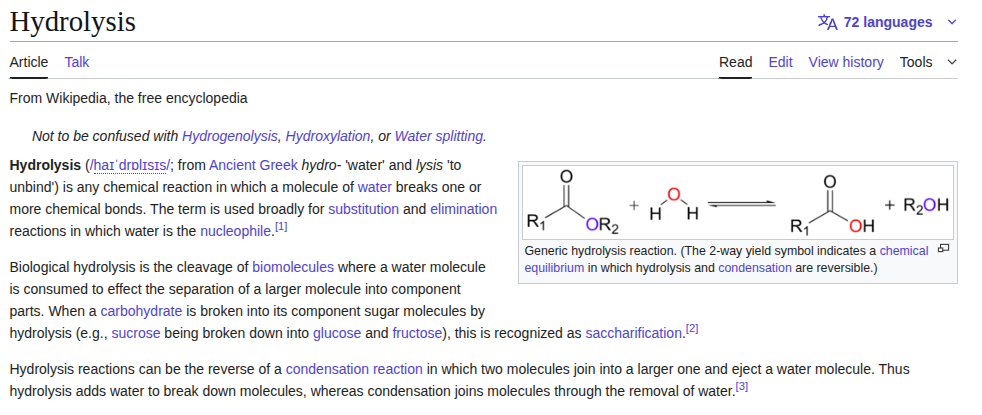 Hydrolysis
72 languages
Article Talk Read Edit View history Tools
From Wikipedia, the free encyclopedia
Not to be confused with Hydrogenolysis, Hydroxylation, or Water splitting.
Hydrolysis (/haɪˈdrɒlɪsɪs/; from Ancient Greek hydro- 'water' and lysis 'to
unbind') is any chemical reaction in which a molecule of water breaks one or
more chemical bonds. The term is used broadly for substitution and elimination
reactions in which water is the nucleophile.[1]
O
R1 OR2 + H O H O R1 OH + R2OH
Generic hydrolysis reaction. (The 2-way yield symbol indicates a chemical
equilibrium in which hydrolysis and condensation are reversible.)
Biological hydrolysis is the cleavage of biomolecules where a water molecule
is consumed to effect the separation of a larger molecule into component
parts. When a carbohydrate is broken into its component sugar molecules by
hydrolysis (e.g., sucrose being broken down into glucose and fructose), this is recognized as saccharification.[2]
Hydrolysis reactions can be the reverse of a condensation reaction in which two molecules join into a larger one and eject a water molecule. Thus
hydrolysis adds water to break down molecules, whereas condensation joins molecules through the removal of water.[3]